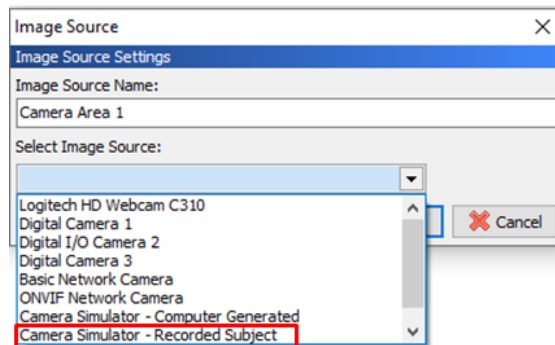 Image Source
Image Source Settings
Image Source Name:
Camera Area 1
Select Image Source:
Logitech HD Webcam C310
Digital Camera 1
Digital I/O Camera 2
Digital Camera 3
Basic Network Camera
ONVIF Network Camera
Camera Simulator - Computer Generated
Camera Simulator - Recorded Subject
Cancel